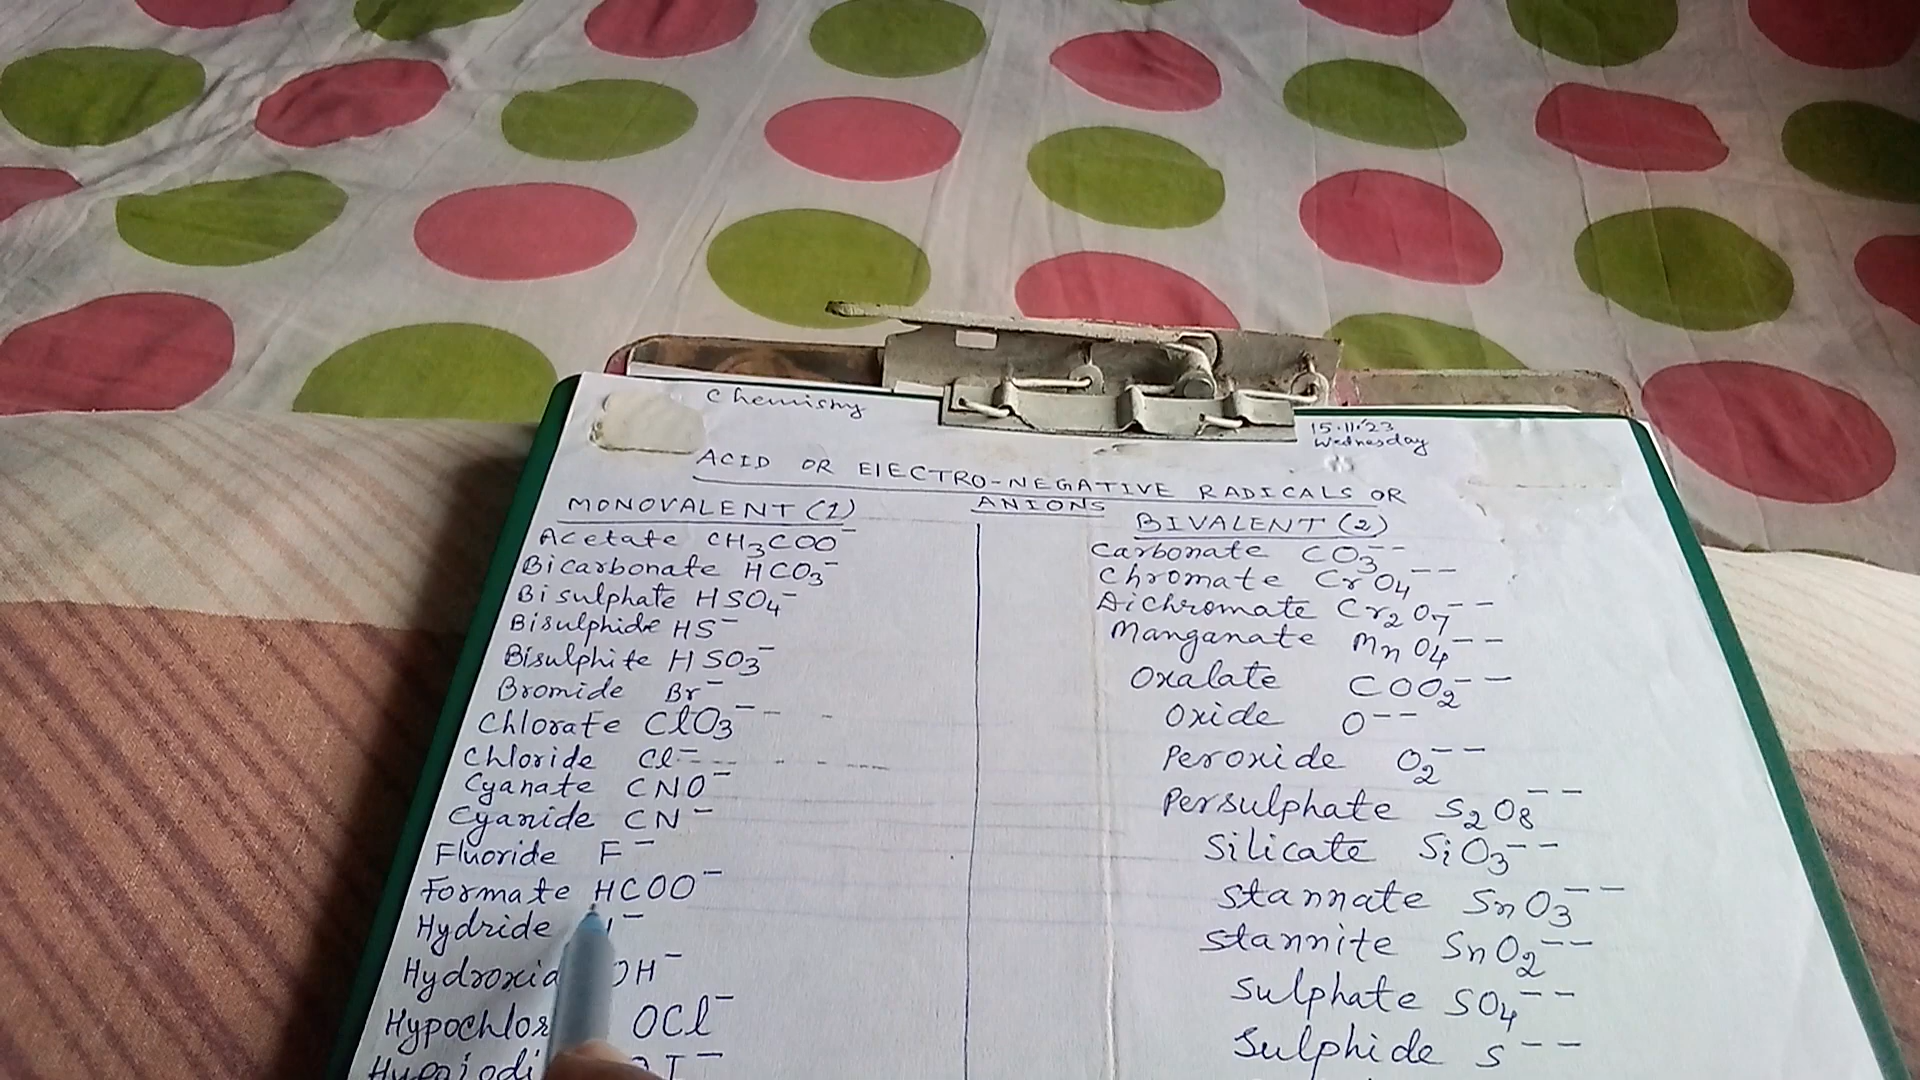 Chemistry
15.11.23
Wednesday
ACID OR ElECTRO-NEGATIVE RADICALS OR
ANIONS
MONOVALENT (1)
Acetate CH₃COO⁻
Bicarbonate HCO₃⁻
Bisulphate HSO₄⁻
Bisulphide HS⁻
Bisulphite HSO₃⁻
Bromide Br⁻
Chlorate ClO₃⁻
Chloride Cl⁻
Cyanate CNO⁻
Cyanide CN⁻
Fluoride F⁻
Formate HCOO⁻
Hydride
OH⁻
OCl⁻
BIVALENT (2)
Carbonate CO₃⁻⁻
Chromate CrO₄⁻⁻
Dichromate Cr₂O₇⁻⁻
Manganate MnO₄⁻⁻
Oxalate COO₂⁻⁻
Oxide O⁻⁻
Peroxide O₂⁻⁻
Persulphate S₂O₈⁻⁻
Silicate SiO₃⁻⁻
Stannate SnO₃⁻⁻
Stannite SnO₂⁻⁻
Sulphate SO₄⁻⁻
Sulphide S⁻⁻